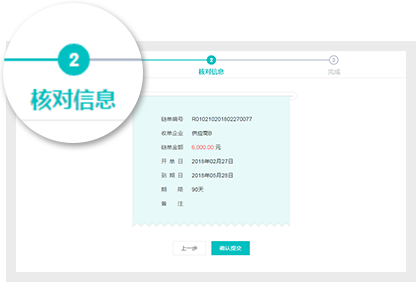 2
核对信息
2
3
核对信息
完成
链单编号 R010210201802270077
收单企业 供应商B
链单金额 6,000.00 元
开单日 2018年02月27日
到期日 2018年05月28日
期限 90天
备注
上一步
确认提交